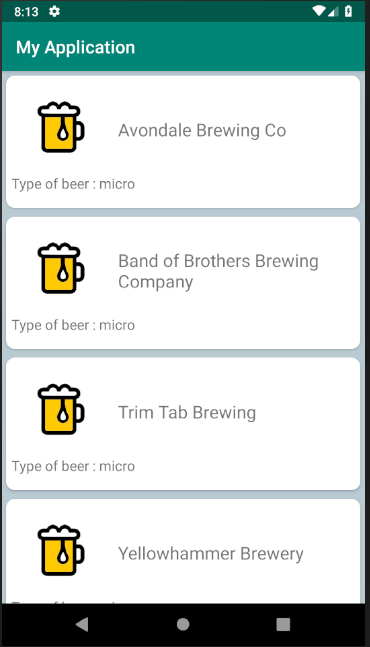 8:13
My Application
Avondale Brewing Co
Type of beer : micro
Band of Brothers Brewing
Company
Type of beer : micro
Trim Tab Brewing
Type of beer : micro
Yellowhammer Brewery